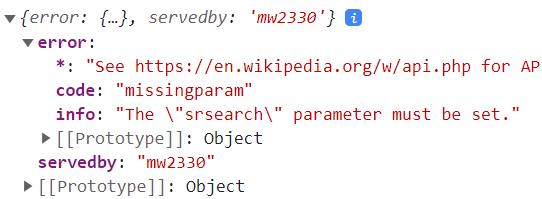 {error: {…}, servedby: 'mw2330'} i
error:
*: "See https://en.wikipedia.org/w/api.php for AP
code: "missingparam"
info: "The \"srsearch\" parameter must be set."
[[Prototype]]: Object
servedby: "mw2330"
[[Prototype]]: Object